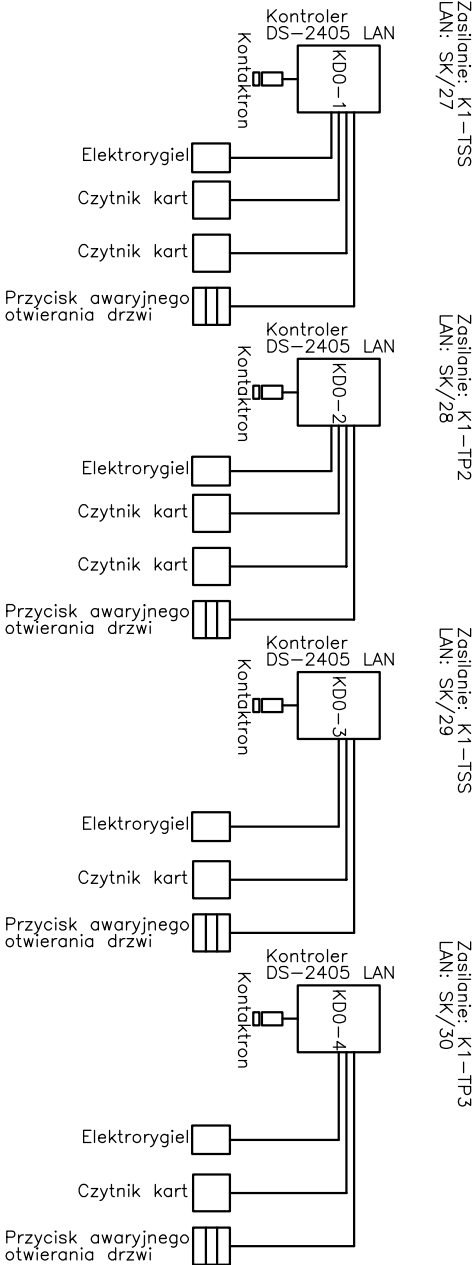 Zasilanie: K1-TSS
LAN: SK/27
Kontroler
DS-2405 LAN
KD0-1
Kontaktron
Elektrorygiel
Czytnik kart
Czytnik kart
Przycisk awaryjnego
otwierania drzwi
Zasilanie: K1-TP2
LAN: SK/28
Kontroler
DS-2405 LAN
KD0-2
Kontaktron
Elektrorygiel
Czytnik kart
Czytnik kart
Przycisk awaryjnego
otwierania drzwi
Zasilanie: K1-TSS
LAN: SK/29
Kontroler
DS-2405 LAN
KD0-3
Kontaktron
Elektrorygiel
Czytnik kart
Przycisk awaryjnego
otwierania drzwi
Zasilanie: K1-TP3
LAN: SK/30
Kontroler
DS-2405 LAN
KD0-4
Kontaktron
Elektrorygiel
Czytnik kart
Przycisk awaryjnego
otwierania drzwi